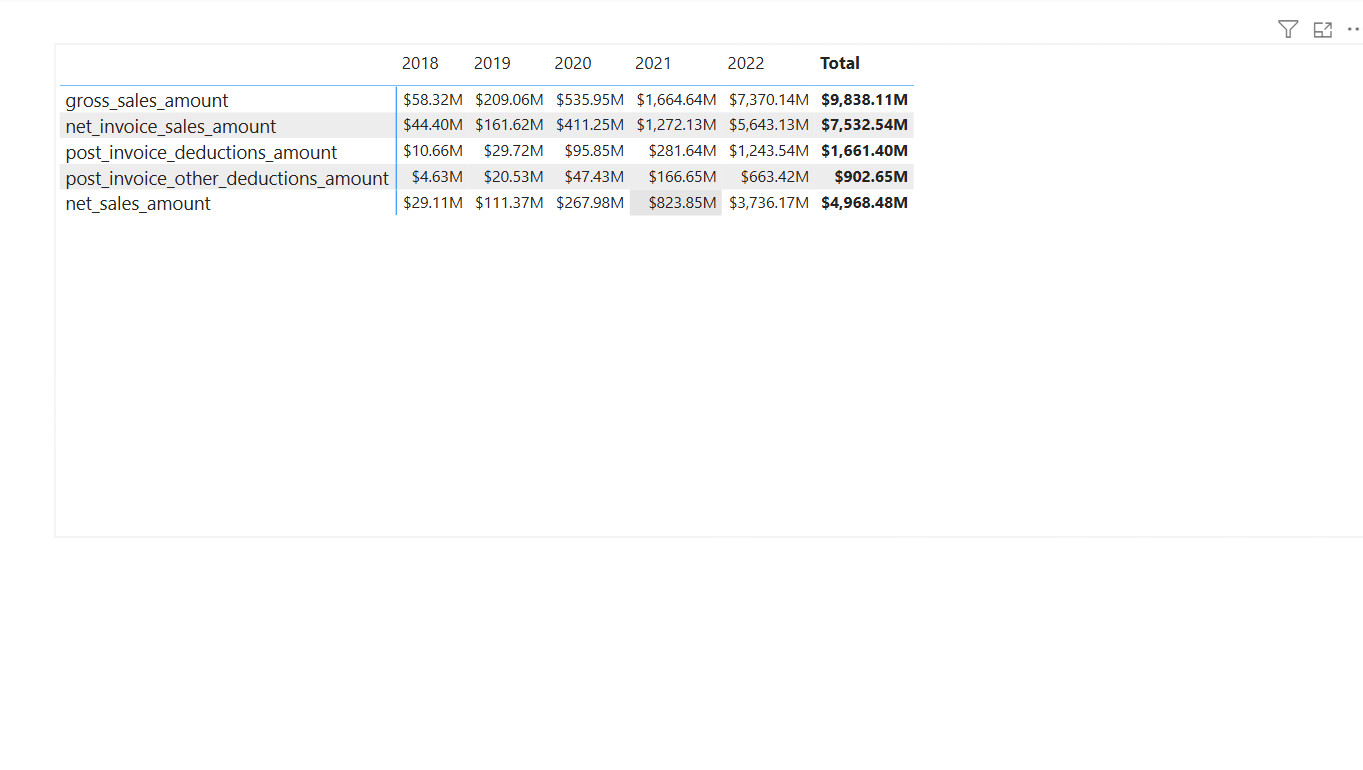 2018 2019 2020 2021 2022 Total
gross_sales_amount $58.32M $209.06M $535.95M $1,664.64M $7,370.14M $9,838.11M
net_invoice_sales_amount $44.40M $161.62M $411.25M $1,272.13M $5,643.13M $7,532.54M
post_invoice_deductions_amount $10.66M $29.72M $95.85M $281.64M $1,243.54M $1,661.40M
post_invoice_other_deductions_amount $4.63M $20.53M $47.43M $166.65M $663.42M $902.65M
net_sales_amount $29.11M $111.37M $267.98M $823.85M $3,736.17M $4,968.48M